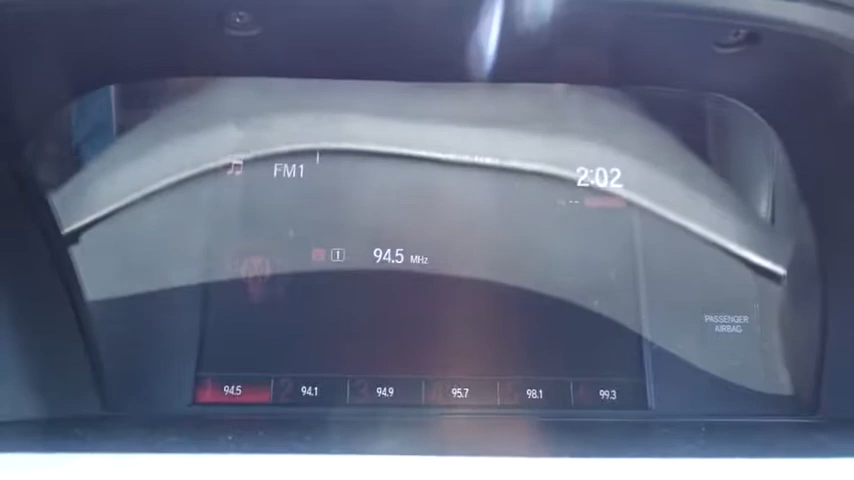 FM1
2:02
--
1 94.5 MHz
PASSENGER
AIRBAG
1 94.5 2 94.1 3 94.9 4 95.7 5 98.1 6 99.3